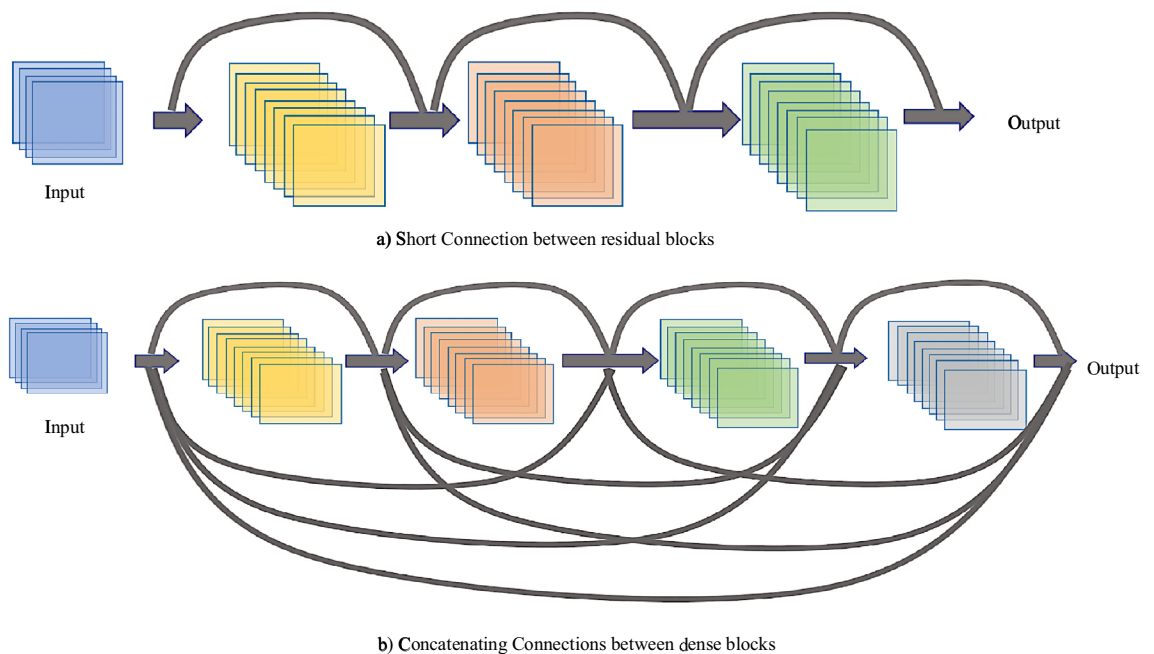 Input
Output
a) Short Connection between residual blocks
Input
Output
b) Concatenating Connections between dense blocks